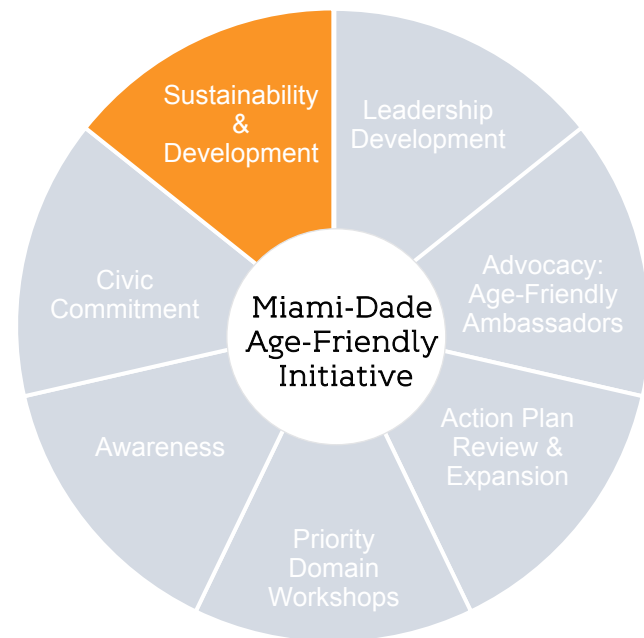 Sustainability
&
Development
Leadership
Development
Advocacy:
Age-Friendly
Ambassadors
Action Plan
Review &
Expansion
Priority
Domain
Workshops
Awareness
Civic
Commitment
Miami-Dade
Age-Friendly
Initiative